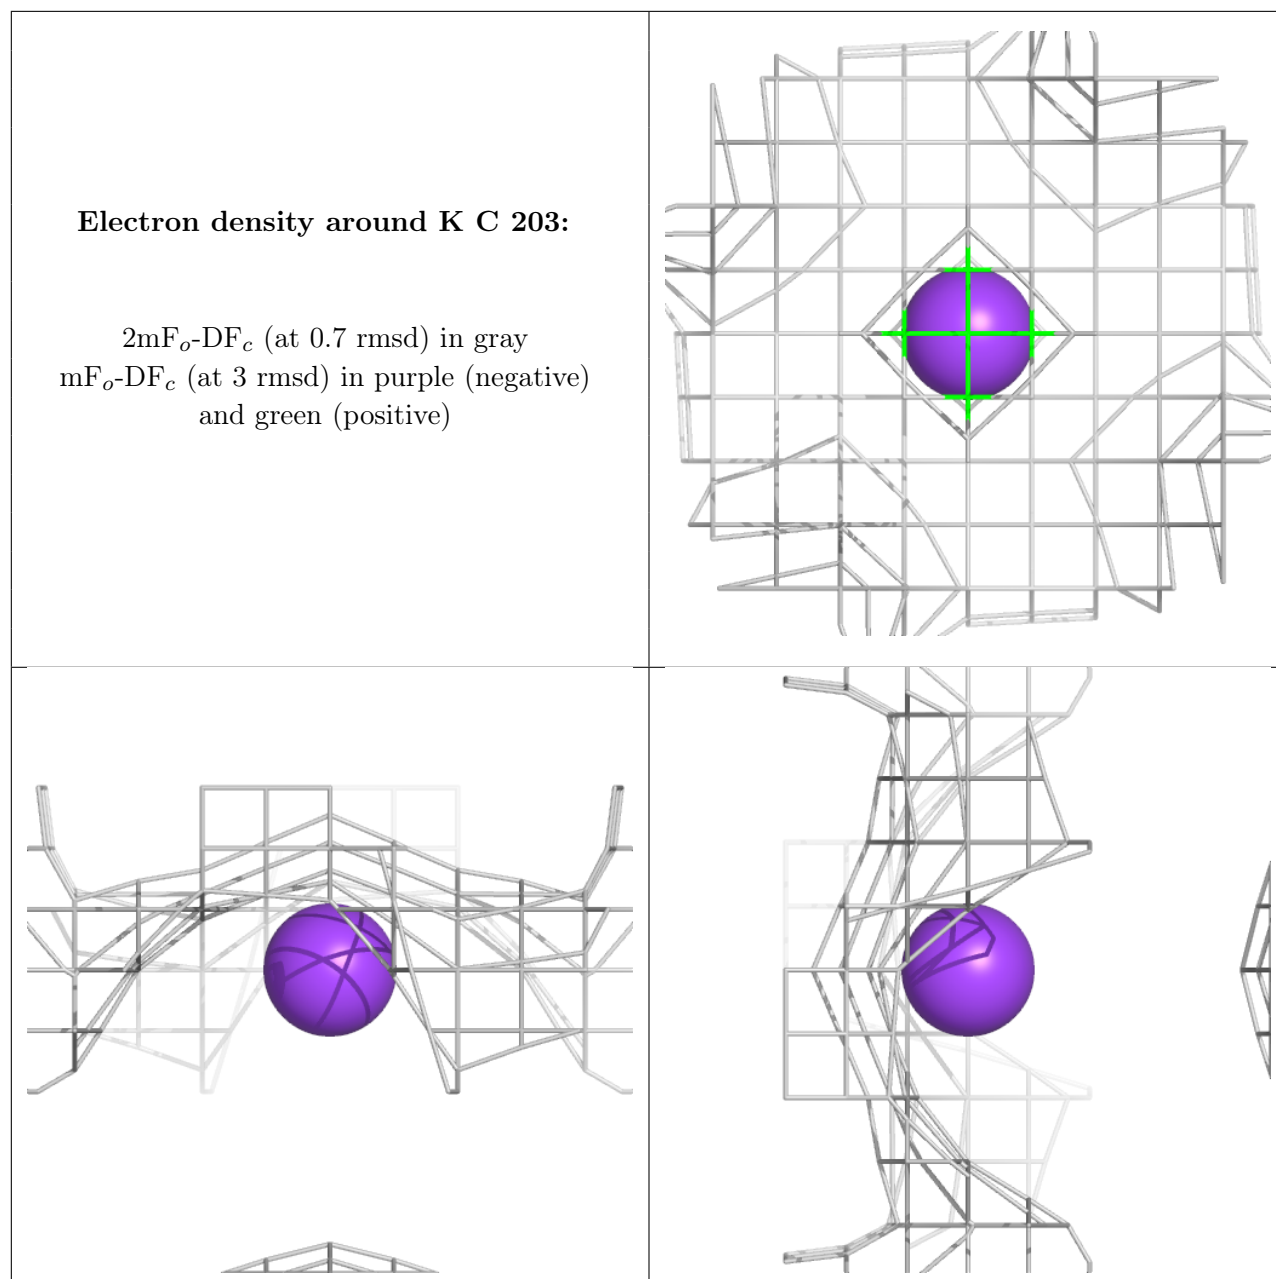 Electron density around K C 203:
2mFo-DFc (at 0.7 rmsd) in gray
mFo-DFc (at 3 rmsd) in purple (negative)
and green (positive)